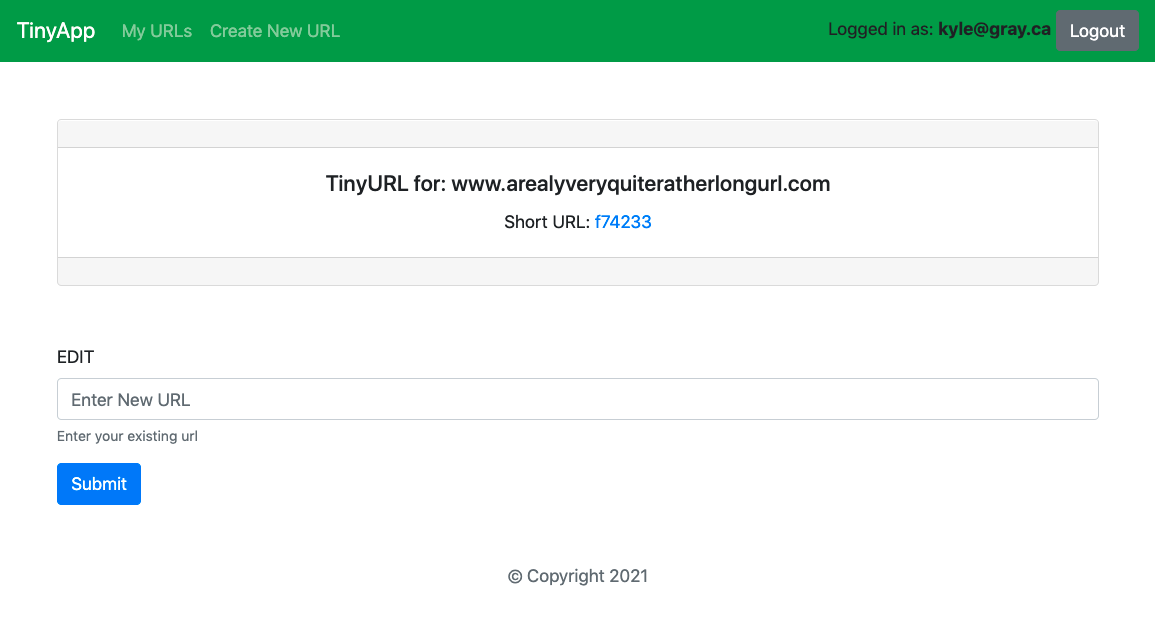 TinyApp My URLs Create New URL Logged in as: kyle@gray.ca Logout
TinyURL for: www.arealyveryquiteratherlongurl.com
Short URL: f74233
EDIT
Enter New URL
Enter your existing url
Submit
© Copyright 2021